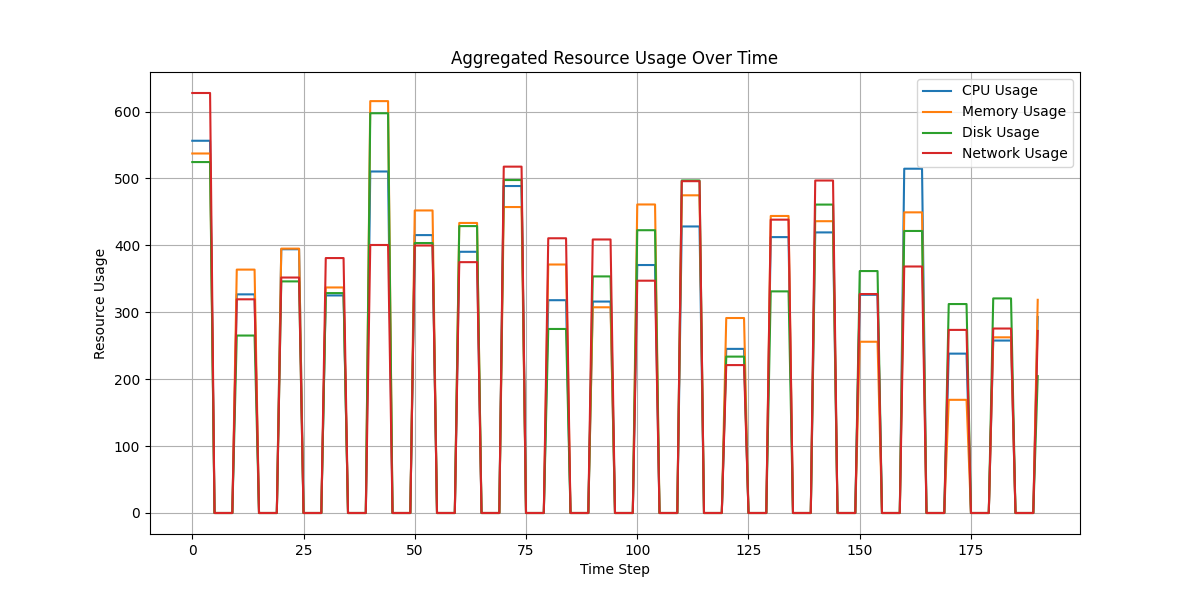 Aggregated Resource Usage Over Time
CPU Usage
Memory Usage
Disk Usage
Network Usage
Resource Usage
600
500
400
300
200
100
0
0 25 50 75 100 125 150 175
Time Step